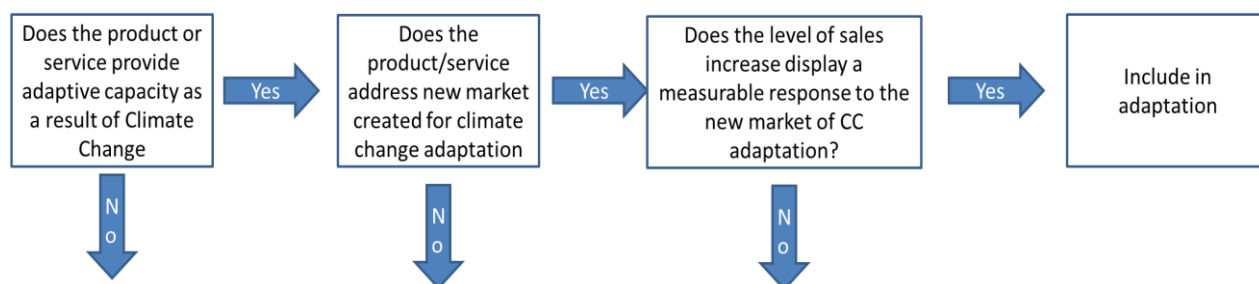 Does the product or
service provide
adaptive capacity as
a result of Climate
Change
Yes
Does the
product/service
address new market
created for climate
change adaptation
Yes
Does the level of sales
increase display a
measurable response to the
new market of CC
adaptation?
Yes
Include in
adaptation
N
o
N
o
N
o